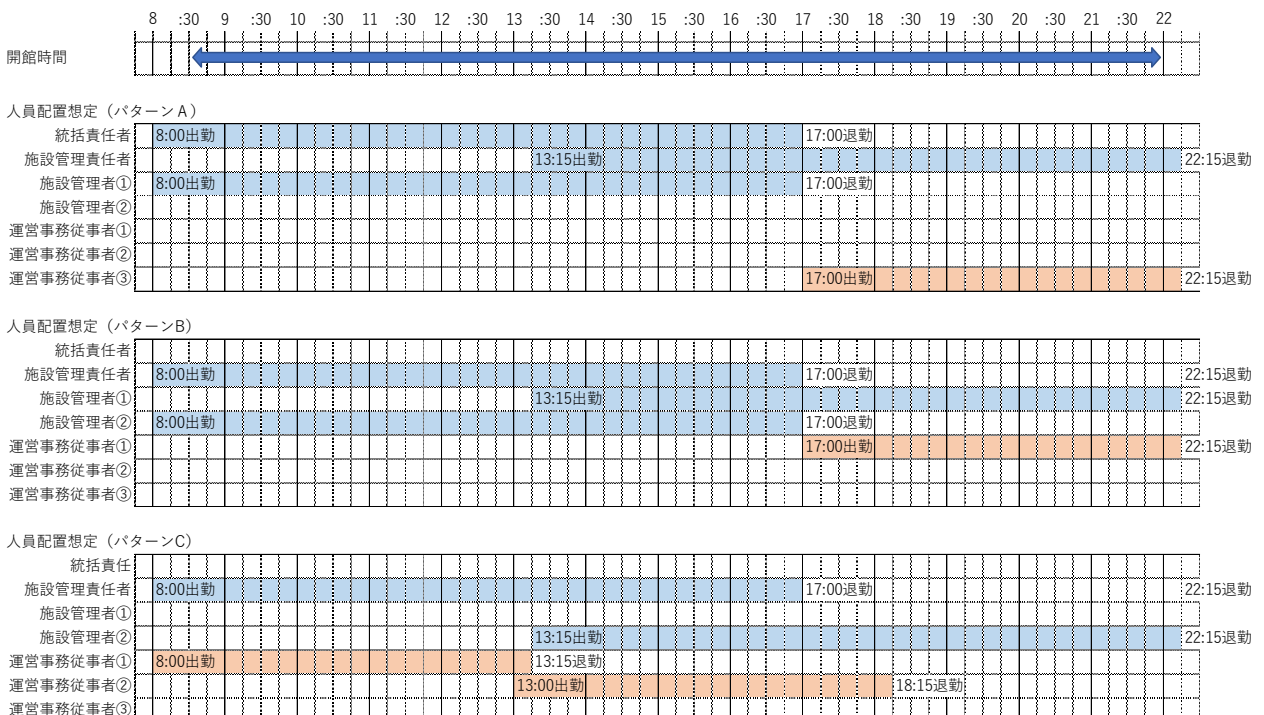 8 :30 9 :30 10 :30 11 :30 12 :30 13 :30 14 :30 15 :30 16 :30 17 :30 18 :30 19 :30 20 :30 21 :30 22
開館時間
人員配置想定（パターンＡ）
統括責任者 8:00出勤 17:00退勤
施設管理責任者 13:15出勤 22:15退勤
施設管理者① 8:00出勤 17:00退勤
施設管理者②
運営事務従事者①
運営事務従事者②
運営事務従事者③ 17:00出勤 22:15退勤
人員配置想定（パターンB）
統括責任者
施設管理責任者 8:00出勤 17:00退勤 22:15退勤
施設管理者① 13:15出勤 22:15退勤
施設管理者② 8:00出勤 17:00退勤
運営事務従事者① 17:00出勤 22:15退勤
運営事務従事者②
運営事務従事者③
人員配置想定（パターンC）
統括責任
施設管理責任者 8:00出勤 17:00退勤 22:15退勤
施設管理者①
施設管理者② 13:15出勤 22:15退勤
運営事務従事者① 8:00出勤 13:15退勤
運営事務従事者② 13:00出勤 18:15退勤
運営事務従事者③